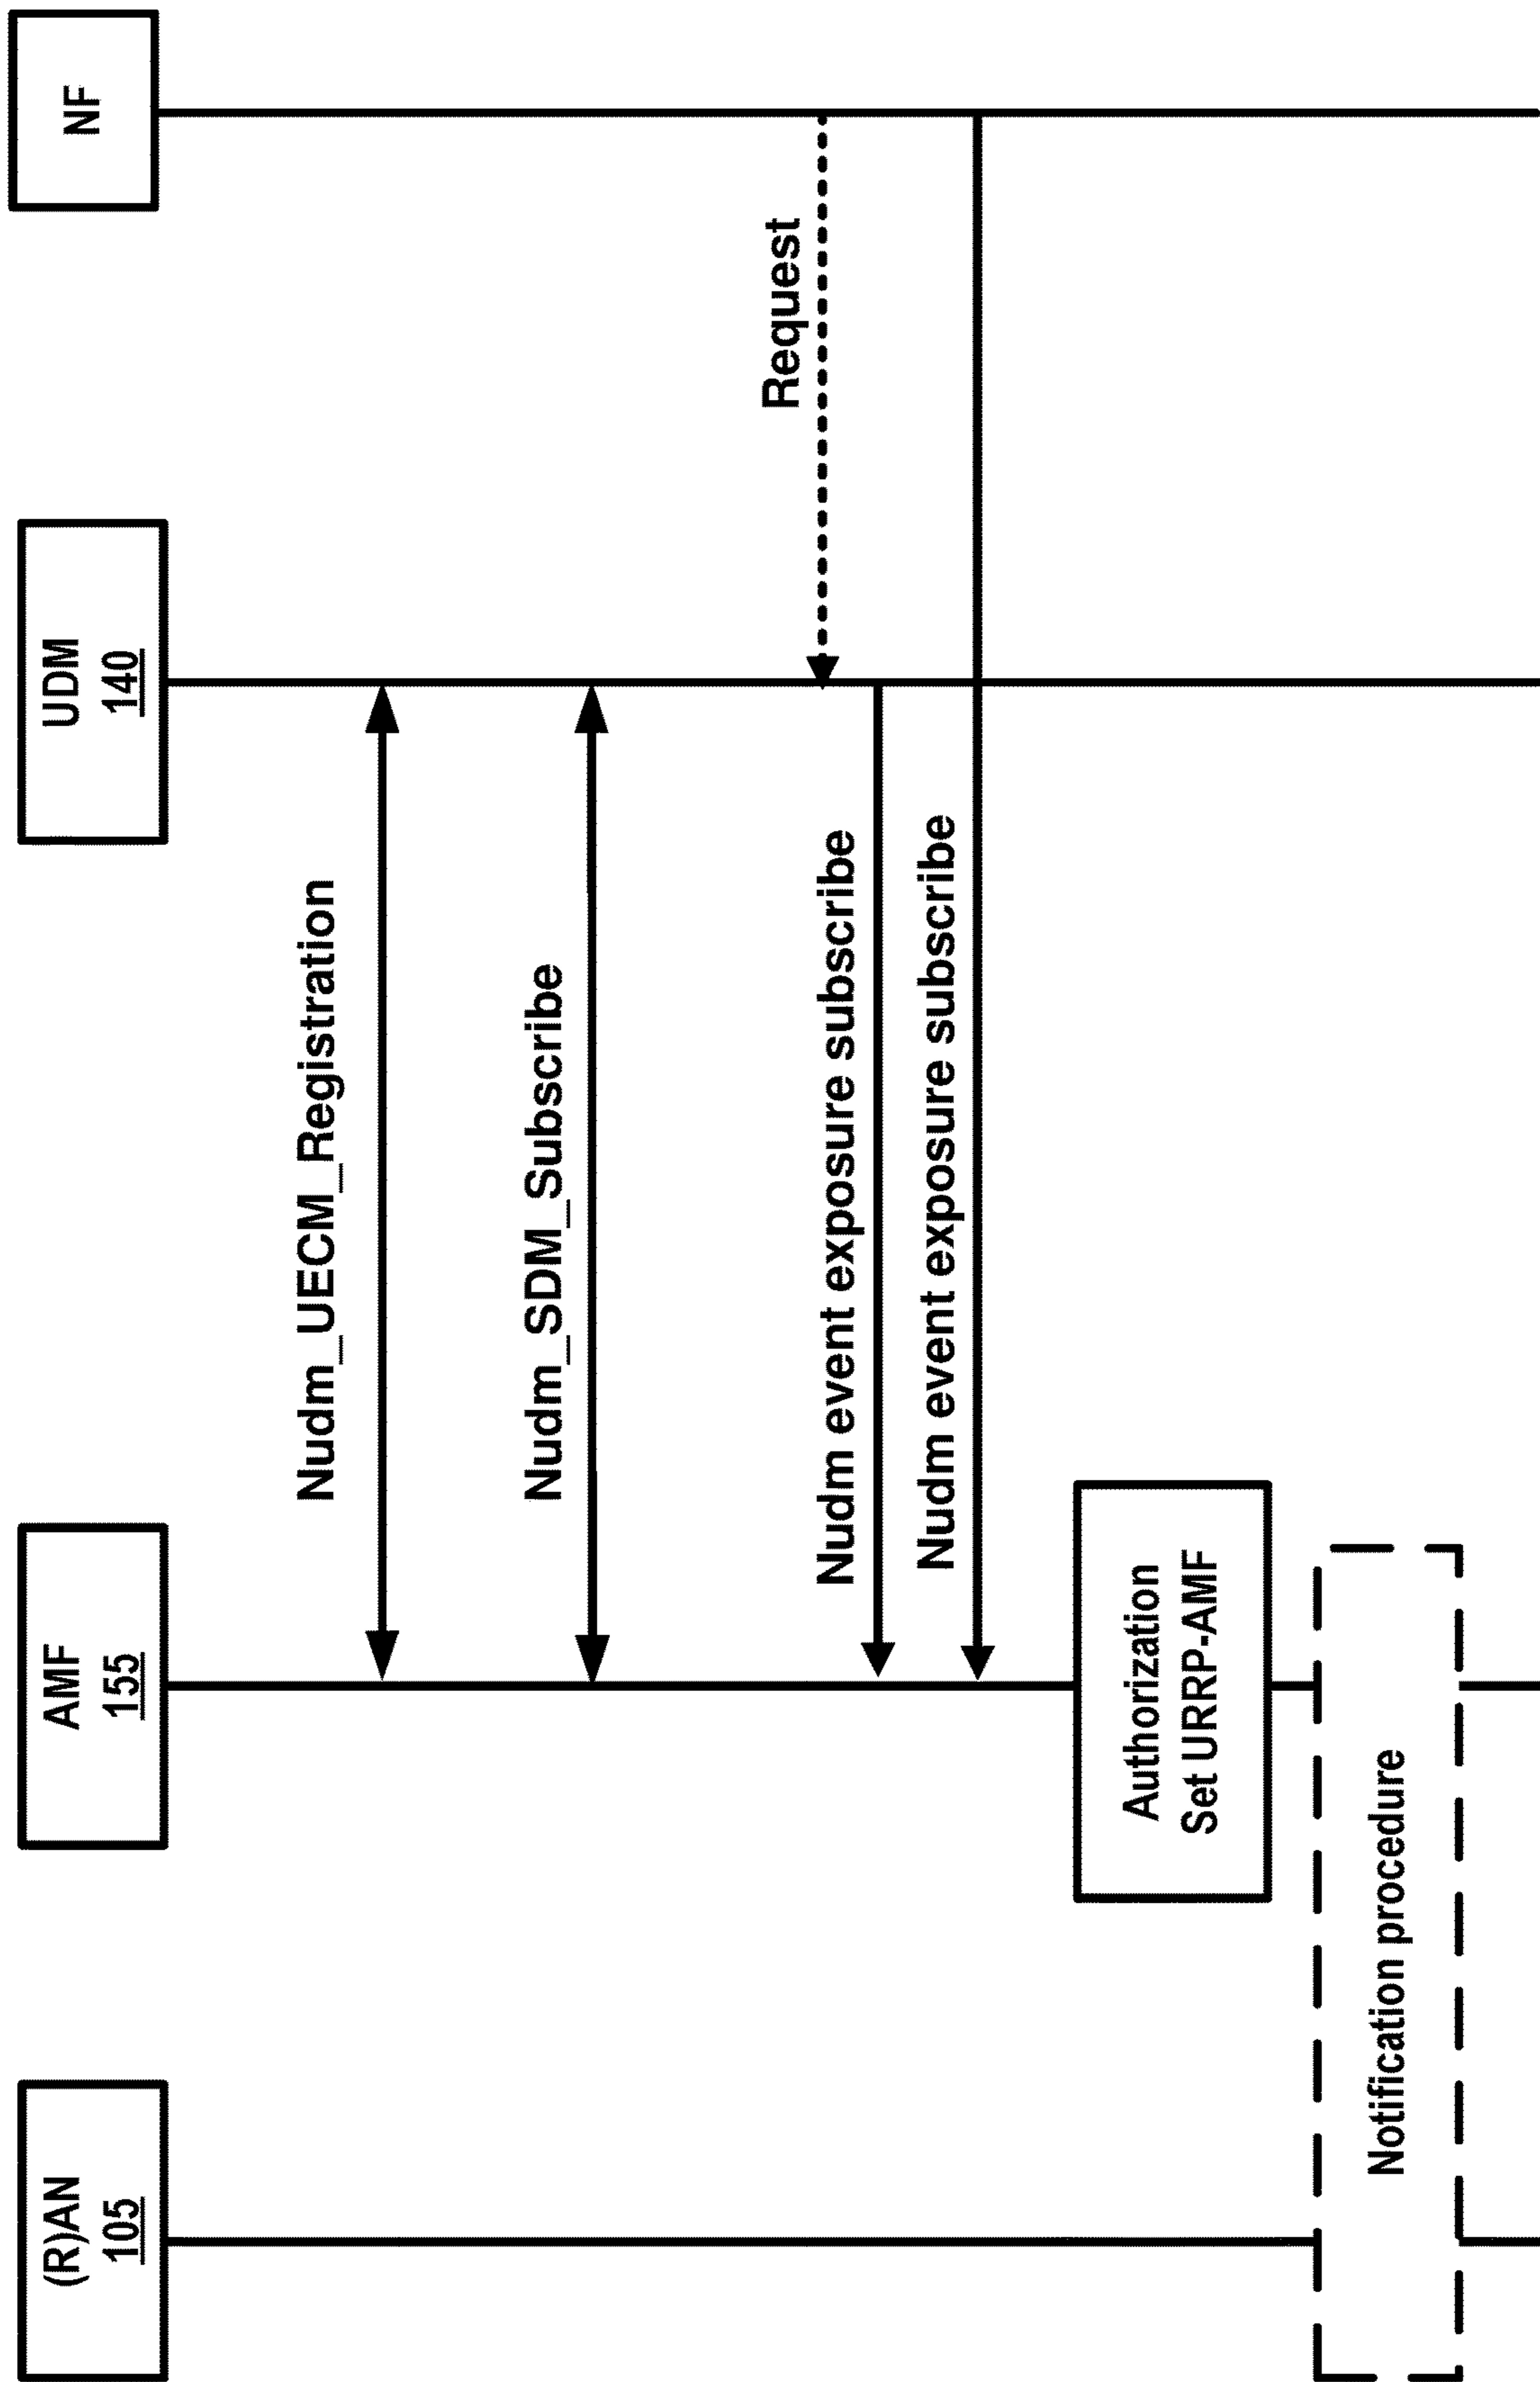 (R)AN
105
AMF
155
UDM
140
NF
Nudm_UECM_Registration
Nudm_SDM_Subscribe
Request
Nudm event exposure subscribe
Nudm event exposure subscribe
Authorization
Set URRP-AMF
Notification procedure